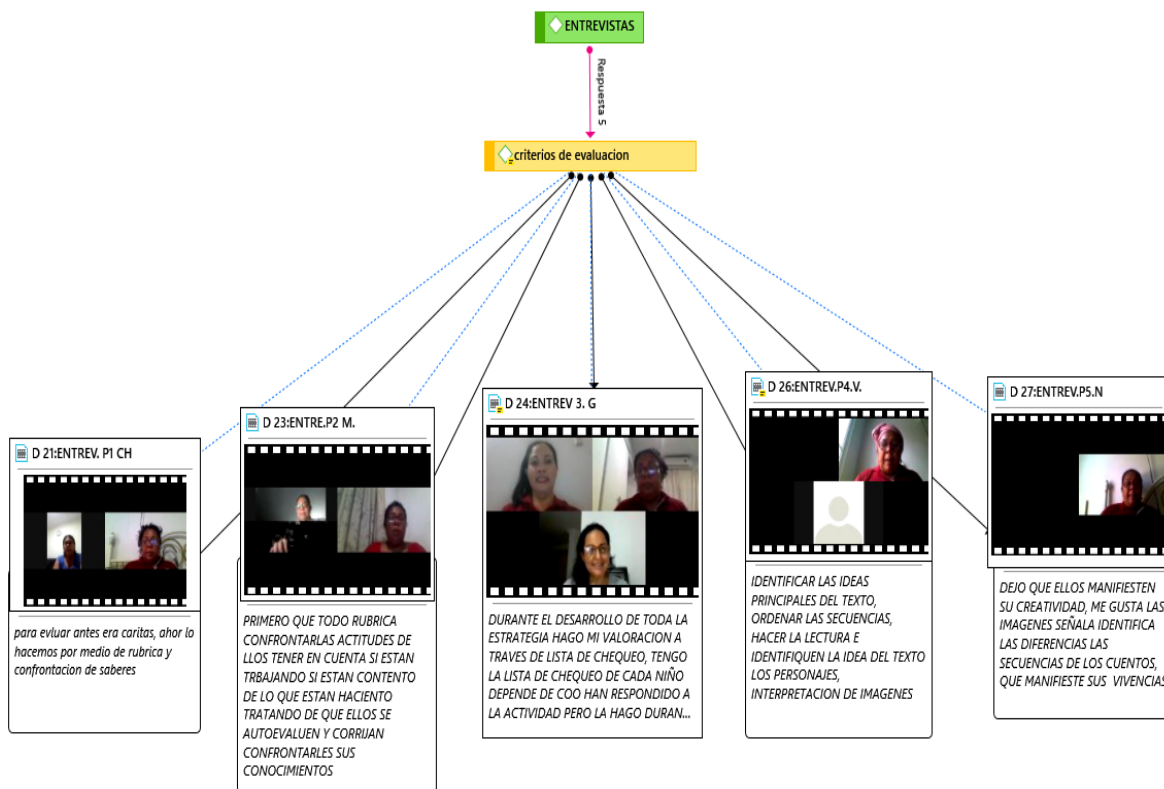 ENTREVISTAS
Respuesta 5
criterios de evaluacion
D 21:ENTREV. P1 CH
para evluar antes era caritas, ahor lo
hacemos por medio de rubrica y
confrontacion de saberes
D 23:ENTRE.P2 M.
PRIMERO QUE TODO RUBRICA
CONFRONTARLAS ACTITUDES DE
LLOS TENER EN CUENTA SI ESTAN
TRBAJANDO SI ESTAN CONTENTO
DE LO QUE ESTAN HACIENTO
TRATANDO DE QUE ELLOS SE
AUTOEVALUEN Y CORRIJAN
CONFRONTARLES SUS
CONOCIMIENTOS
D 24:ENTREV 3. G
DURANTE EL DESARROLLO DE TODA LA
ESTRATEGIA HAGO MI VALORACION A
TRAVES DE LISTA DE CHEQUEO, TENGO
LA LISTA DE CHEQUEO DE CADA NIÑO
DEPENDE DE COO HAN RESPONDIDO A
LA ACTIVIDAD PERO LA HAGO DURAN...
D 26:ENTREV.P4.V.
IDENTIFICAR LAS IDEAS
PRINCIPALES DEL TEXTO,
ORDENAR LAS SECUENCIAS,
HACER LA LECTURA E
IDENTIFIQUEN LA IDEA DEL TEXTO
LOS PERSONAJES,
INTERPRETACION DE IMAGENES
D 27:ENTREV.P5.N
DEJO QUE ELLOS MANIFIESTEN
SU CREATIVIDAD, ME GUSTA LAS
IMAGENES SEÑALA IDENTIFICA
LAS DIFERENCIAS LAS
SECUENCIAS DE LOS CUENTOS,
QUE MANIFIESTE SUS VIVENCIAS